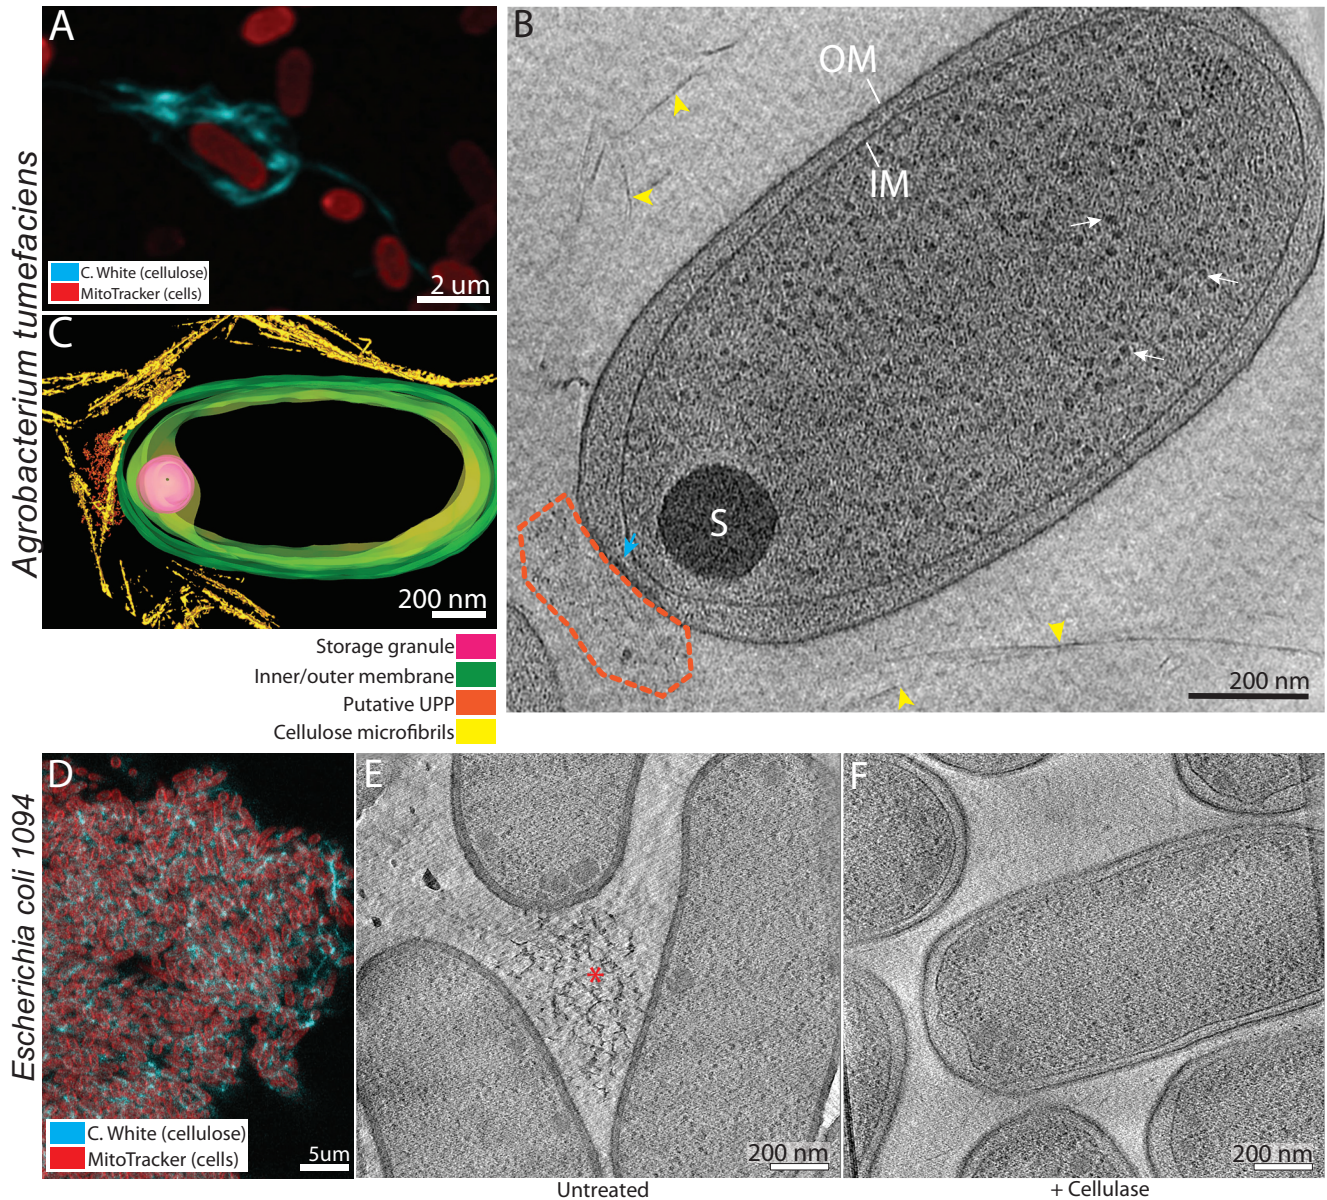 Agrobacterium tumefaciens
A
C. White (cellulose)
MitoTracker (cells)
2 um
B
OM
IM
S
200 nm
C
200 nm
Storage granule
Inner/outer membrane
Putative UPP
Cellulose microfibrils
Escherichia coli 1094
D
C. White (cellulose)
MitoTracker (cells)
5um
E
*
200 nm
Untreated
F
200 nm
+ Cellulase